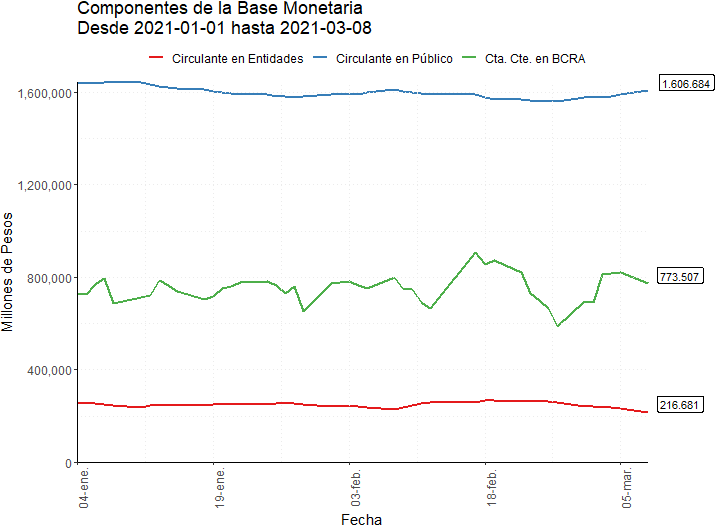 Componentes de la Base Monetaria
Desde 2021-01-01 hasta 2021-03-08
Circulante en Entidades Circulante en Público Cta. Cte. en BCRA
1,600,000
1.606.684
1,200,000
800,000
773.507
400,000
216.681
0
Millones de Pesos
04-ene.
19-ene.
03-feb.
18-feb.
05-mar.
Fecha